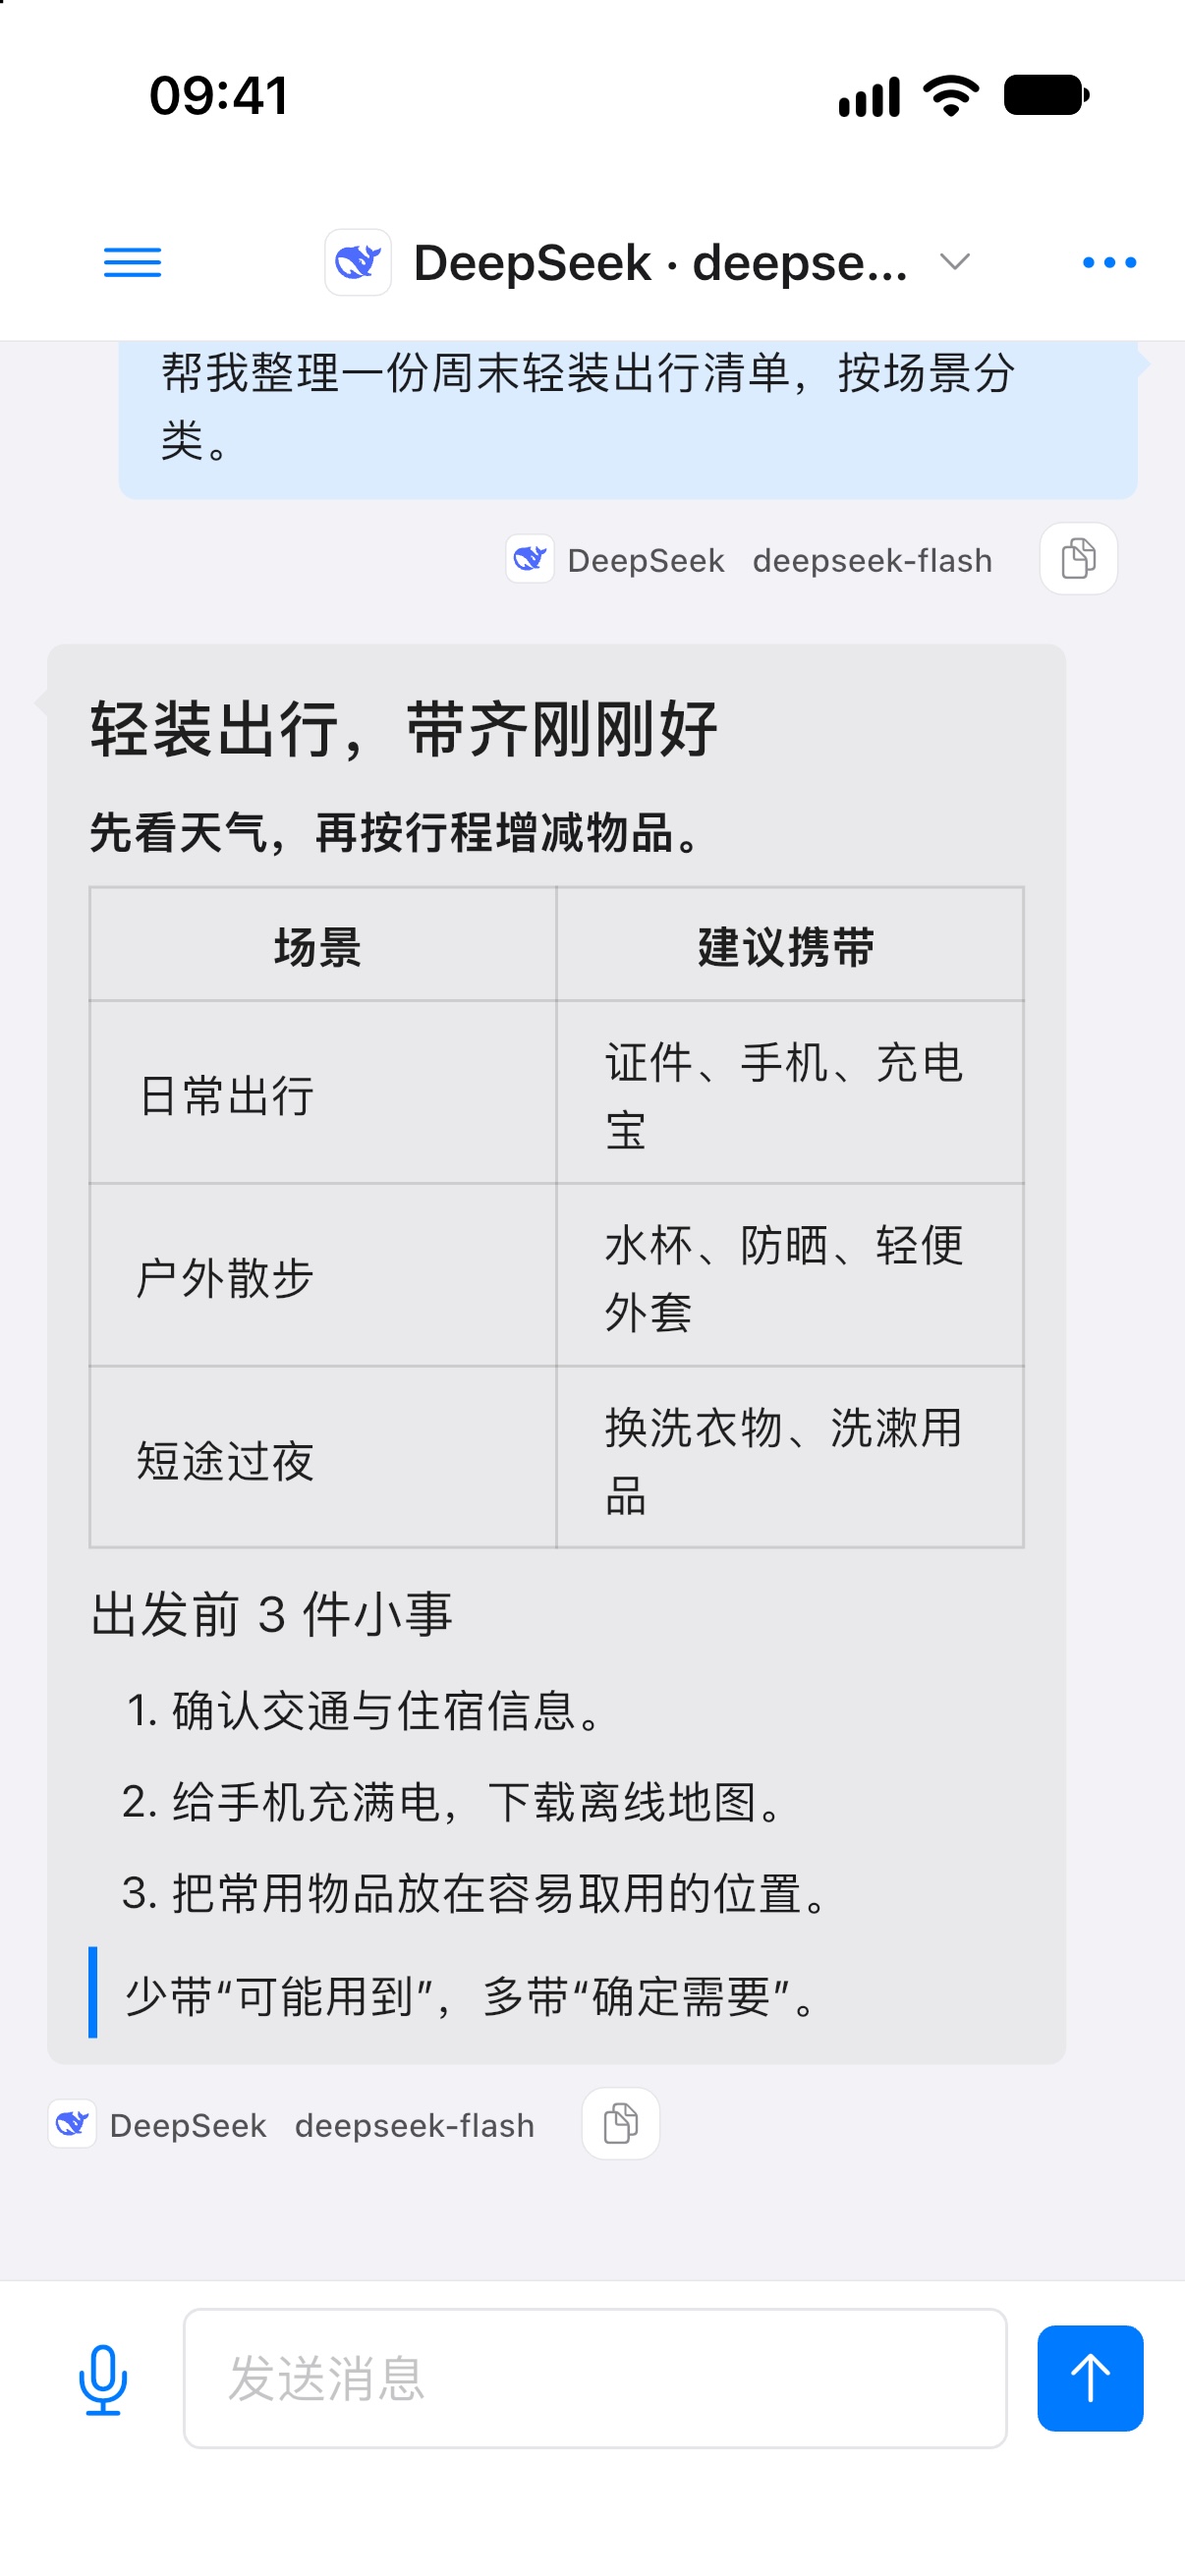 09:41
DeepSeek · deepse...
帮我整理一份周末轻装出行清单，按场景分
类。
DeepSeek deepseek-flash
轻装出行，带齐刚刚好
先看天气，再按行程增减物品。
场景 建议携带
日常出行 证件、手机、充电
宝
户外散步 水杯、防晒、轻便
外套
短途过夜 换洗衣物、洗漱用
品
出发前 3 件小事
1. 确认交通与住宿信息。
2. 给手机充满电，下载离线地图。
3. 把常用物品放在容易取用的位置。
少带“可能用到”，多带“确定需要”。
DeepSeek deepseek-flash
发送消息